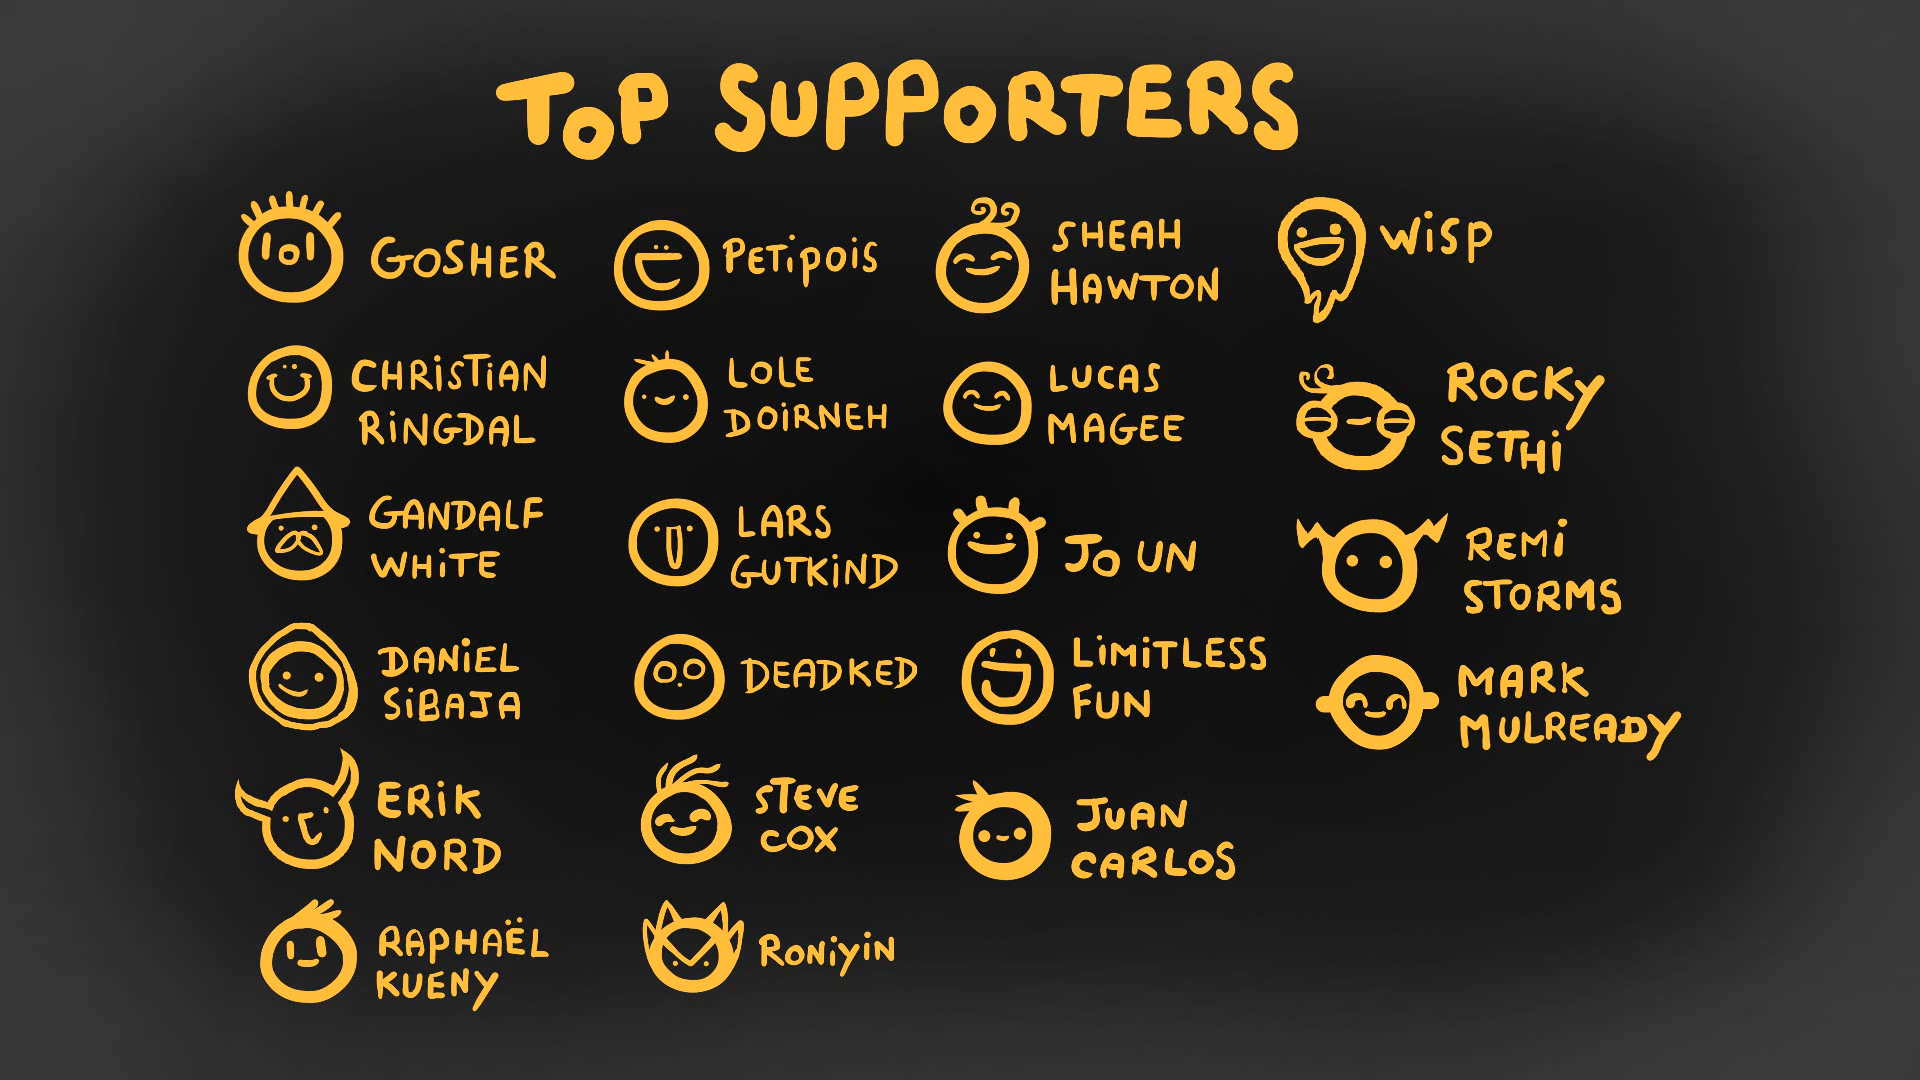 TOP SUPPORTERS
GOSHER
PETiPOiS
SHEAH
HAWTON
WiSP
CHRiSTiAN
RiNGDAL
LOLE
DOiRNEH
LUCAS
MAGEE
ROCKY
SETHi
GANDALF
WHiTE
LARS
GUTKiND
JO UN
REMi
STORMS
DANiEL
SiBAJA
DEADKED
LiMiTLESS
FUN
MARK
MULREADY
ERiK
NORD
STEVE
COX
JUAN
CARLOS
RAPHAËL
KUENY
RONiYiN